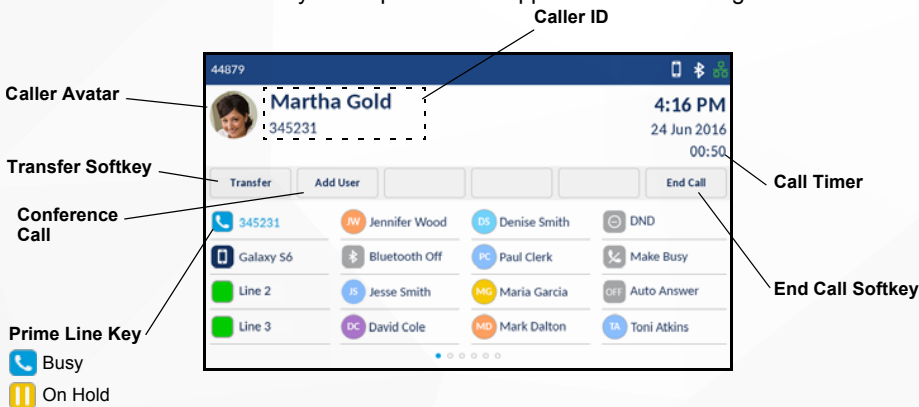 Caller ID
44879
Caller Avatar
Martha Gold
345231
4:16 PM
24 Jun 2016
00:50
Call Timer
Transfer Softkey
Transfer
Add User
End Call
Conference
Call
345231
JW Jennifer Wood
DS Denise Smith
DND
Galaxy S6
Bluetooth Off
PC Paul Clerk
Make Busy
End Call Softkey
Line 2
JS Jesse Smith
MG Maria Garcia
OFF Auto Answer
Prime Line Key
Line 3
DC David Cole
MD Mark Dalton
TA Toni Atkins
Busy
On Hold